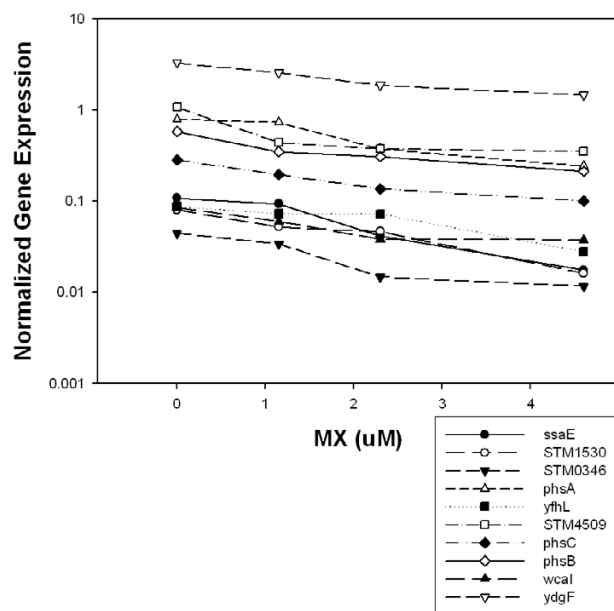 Normalized Gene Expression
10
1
0.1
0.01
0.001
0
1
2
3
4
MX (uM)
ssaE
STM1530
STM0346
phsA
yfhL
STM4509
phsC
phsB
wcaI
ydgF